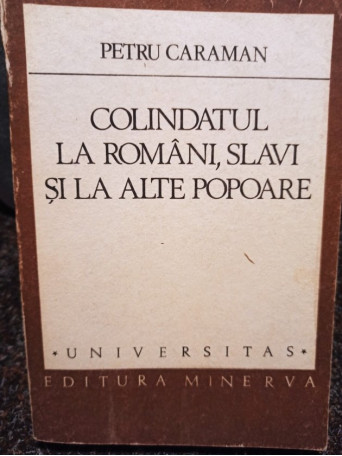 PETRU CARAMAN
COLINDATUL
LA ROMÂNI, SLAVI
ȘI LA ALTE POPOARE
* UNIVERSITAS *
EDITURA MINERVA